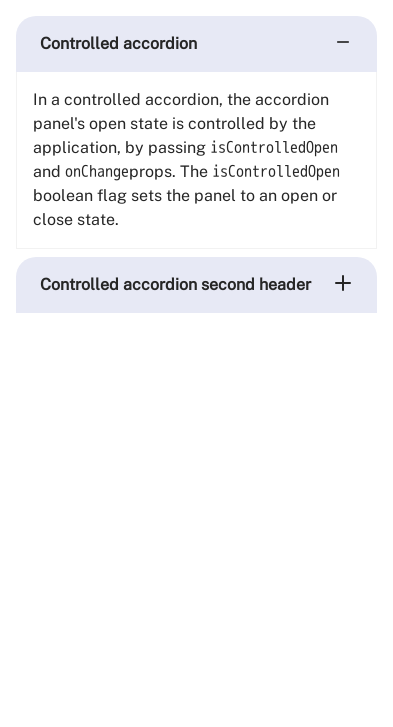 Controlled accordion
In a controlled accordion, the accordion
panel's open state is controlled by the
application, by passing isControlledOpen
and onChangeprops. The isControlledOpen
boolean flag sets the panel to an open or
close state.
Controlled accordion second header